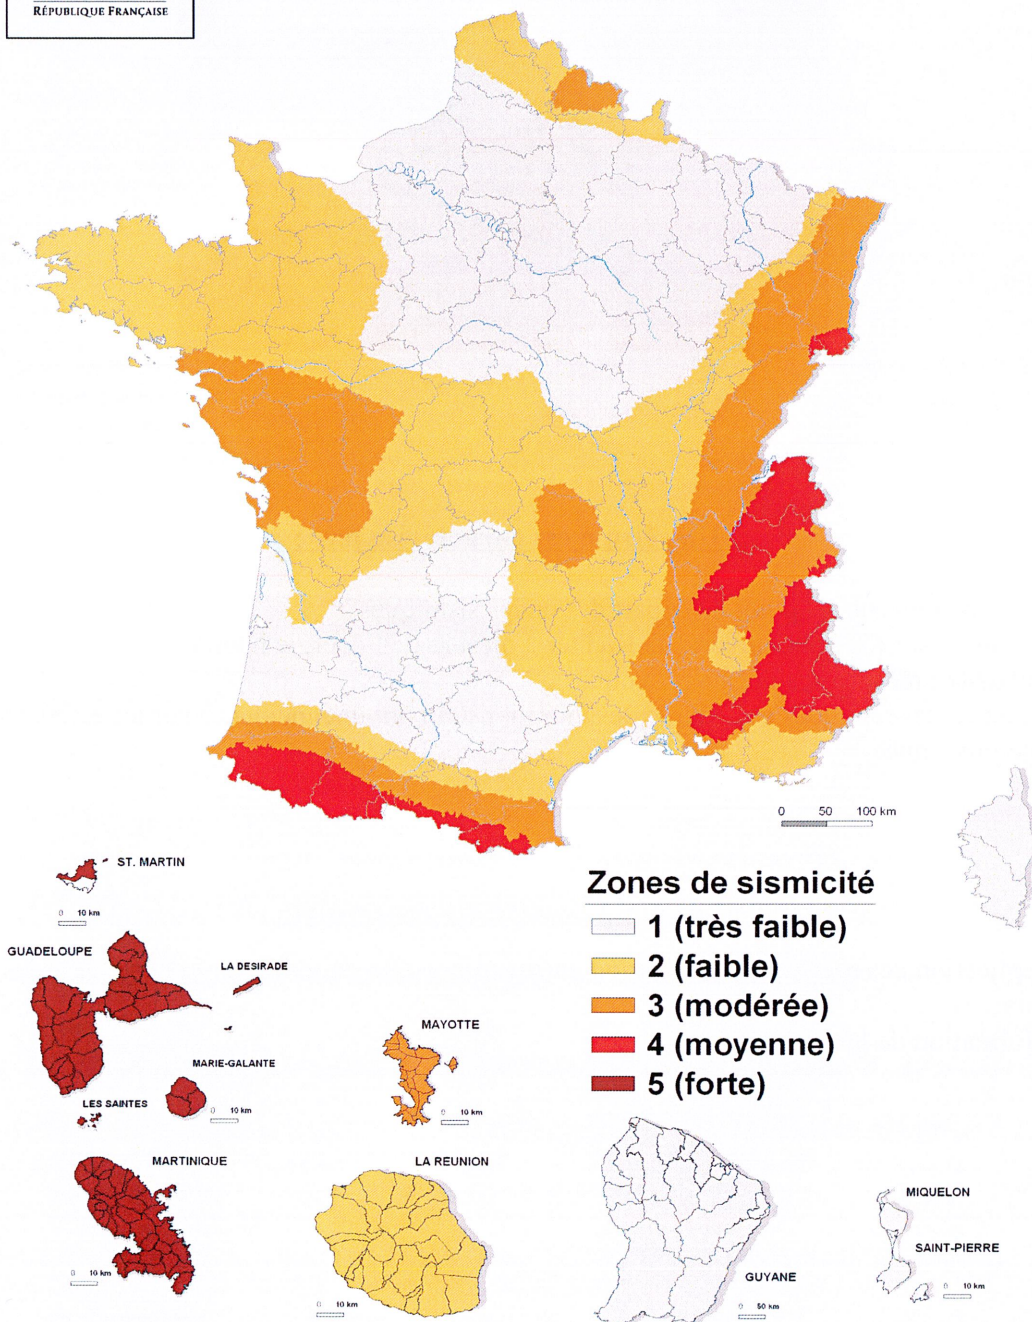 RÉPUBLIQUE FRANÇAISE
0 50 100 km
ST. MARTIN
0 10 km
GUADELOUPE
LA DESIRADE
MARIE-GALANTE
LES SAINTES
0 10 km
MAYOTTE
0 10 km
Zones de sismicité
1 (très faible)
2 (faible)
3 (modérée)
4 (moyenne)
5 (forte)
MARTINIQUE
0 10 km
LA REUNION
0 10 km
GUYANE
0 50 km
MIQUELON
SAINT-PIERRE
0 10 km